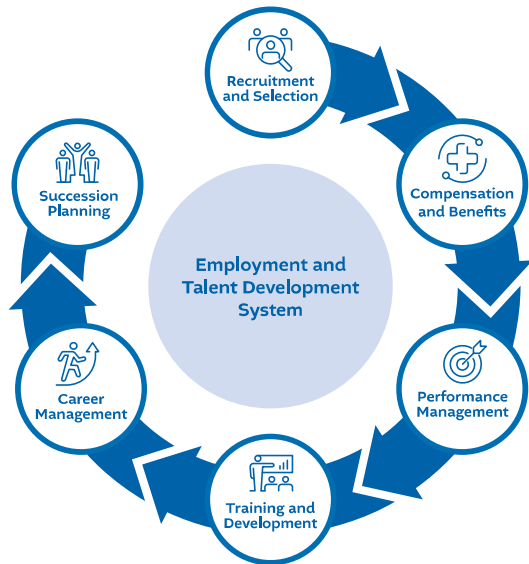 Recruitment
and Selection
Compensation
and Benefits
Performance
Management
Training and
Development
Career
Management
Succession
Planning
Employment and
Talent Development
System